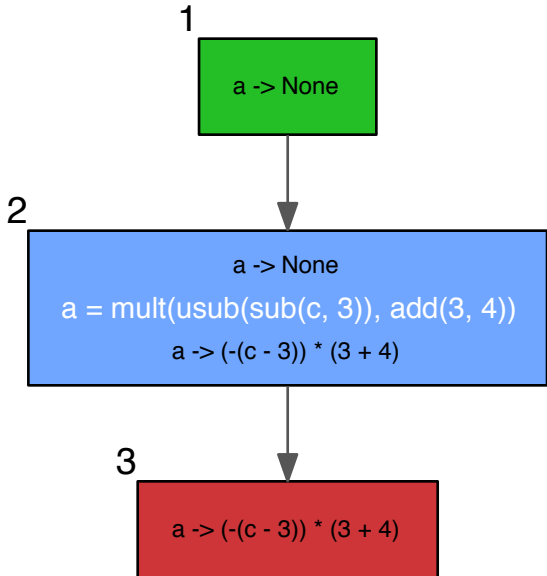 1
a -> None
2
a -> None
a = mult(usub(sub(c, 3)), add(3, 4))
a -> (-(c - 3)) * (3 + 4)
3
a -> (-(c - 3)) * (3 + 4)